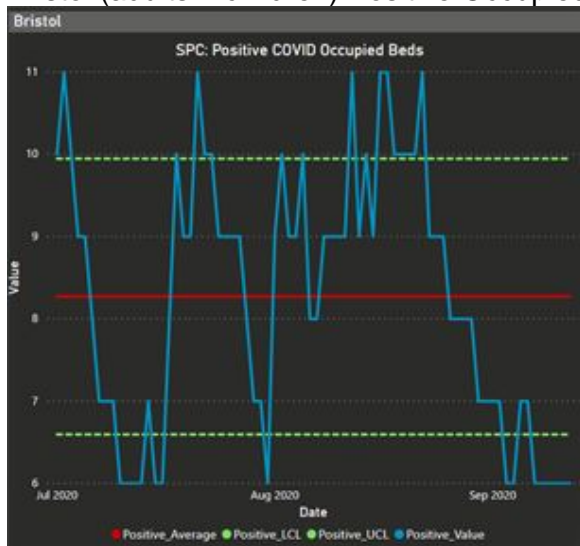 Bristol
SPC: Positive COVID Occupied Beds
11
10
9
8
7
6
Value
Jul 2020 Aug 2020 Sep 2020
Date
Positive_Average Positive_LCL Positive_UCL Positive_Value